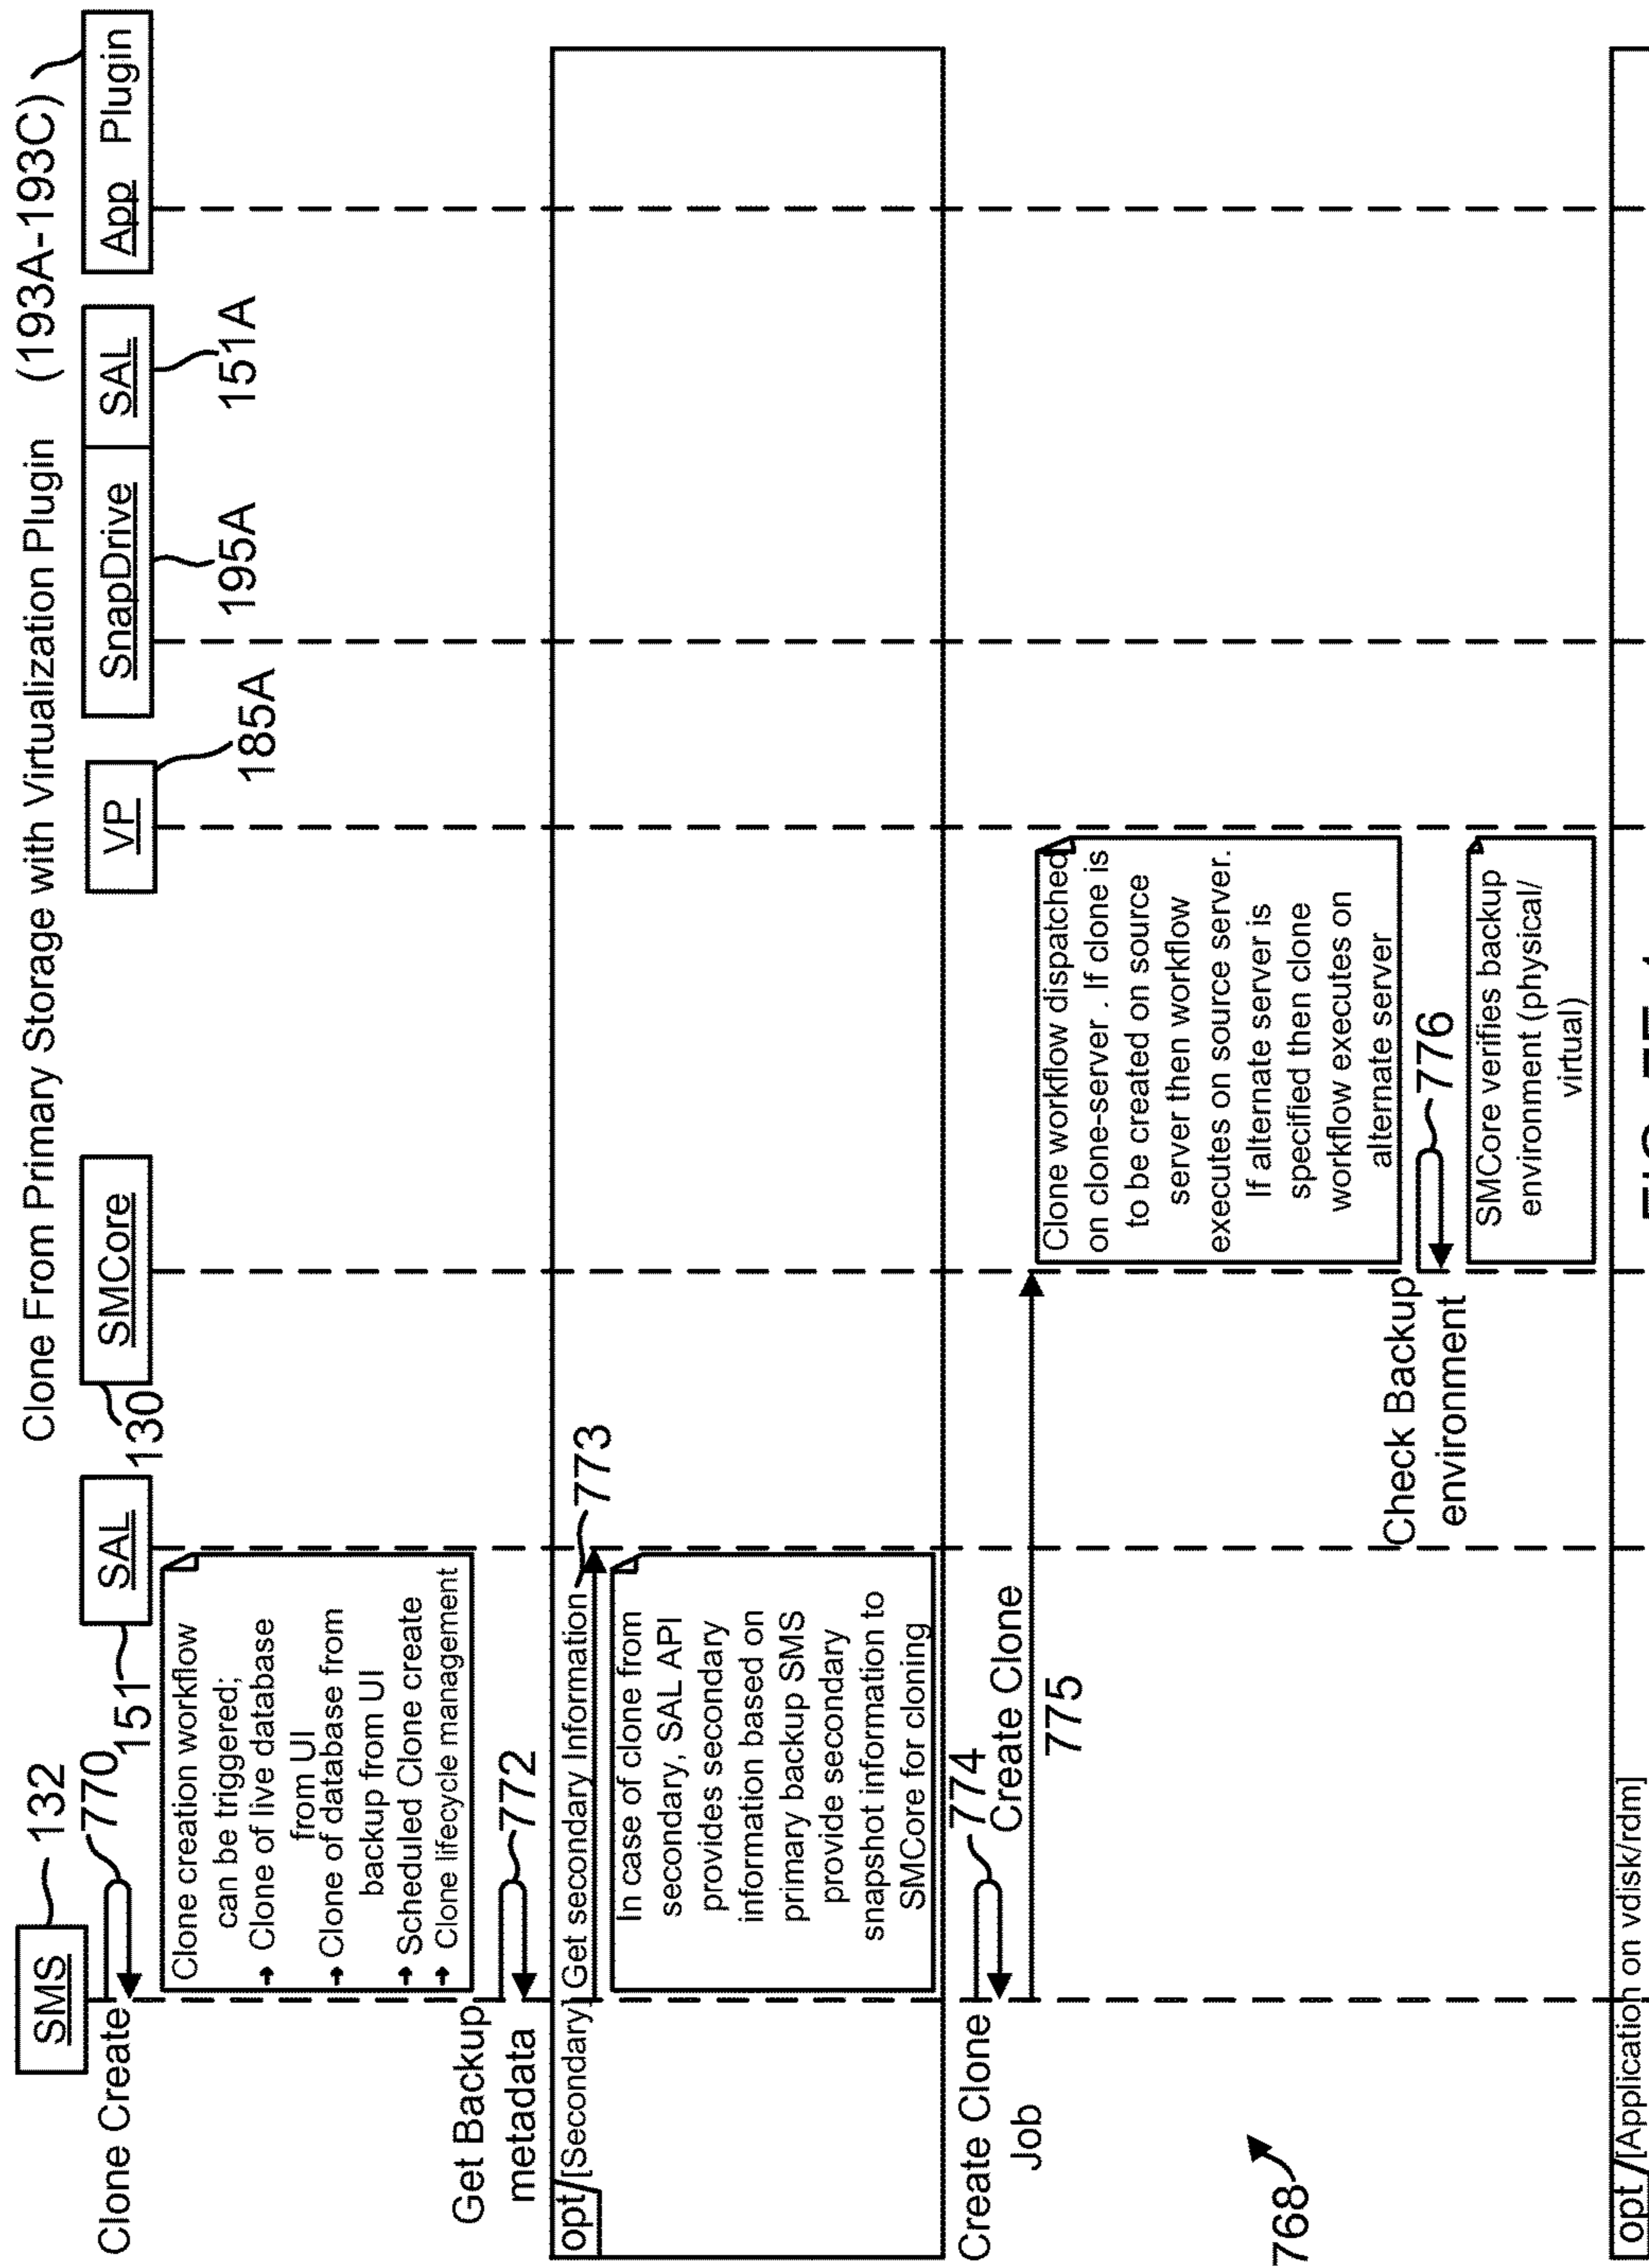 Clone From Primary Storage with Virtualization Plugin
(193A-193C)
SMS
132
SAL
151
SMCore
130
VP
185A
SnapDrive
195A
SAL
151A
App Plugin
Clone Create
770
Clone creation workflow
can be triggered;
→ Clone of live database
from UI
→ Clone of database from
backup from UI
→ Scheduled Clone create
→ Clone lifecycle management
Get Backup
metadata
772
opt
[Secondary]
Get secondary Information
773
In case of clone from
secondary, SAL API
provides secondary
information based on
primary backup SMS
provide secondary
snapshot information to
SMCore for cloning
Create Clone
Job
774
Create Clone
775
Clone workflow dispatched
on clone-server . If clone is
to be created on source
server then workflow
executes on source server.
If alternate server is
specified then clone
workflow executes on
alternate server
Check Backup
environment
776
SMCore verifies backup
environment (physical/
virtual)
768
opt
[Application on vdisk/rdm]